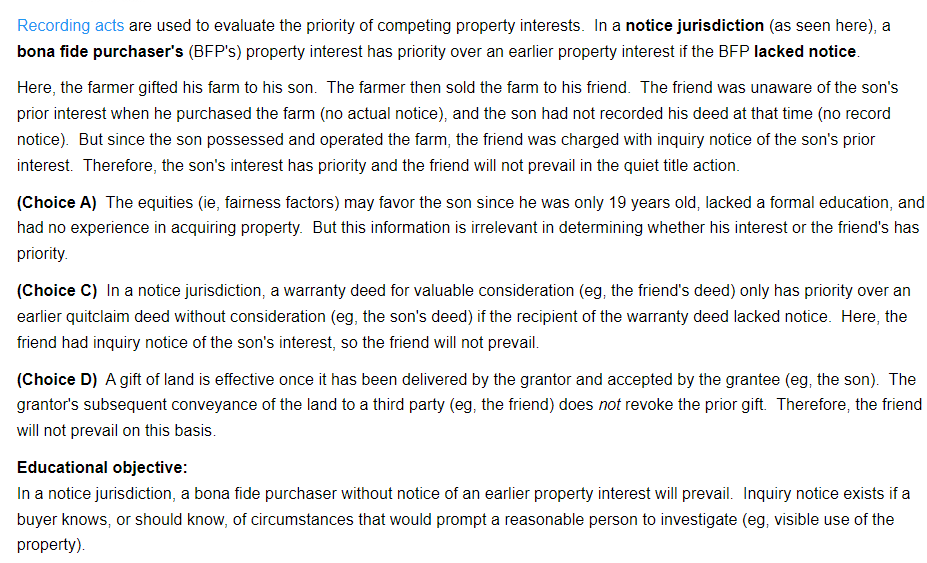 Recording acts are used to evaluate the priority of competing property interests. In a notice jurisdiction (as seen here), a
bona fide purchaser's (BFP's) property interest has priority over an earlier property interest if the BFP lacked notice.
Here, the farmer gifted his farm to his son. The farmer then sold the farm to his friend. The friend was unaware of the son's
prior interest when he purchased the farm (no actual notice), and the son had not recorded his deed at that time (no record
notice). But since the son possessed and operated the farm, the friend was charged with inquiry notice of the son's prior
interest. Therefore, the son's interest has priority and the friend will not prevail in the quiet title action.
(Choice A) The equities (ie, fairness factors) may favor the son since he was only 19 years old, lacked a formal education, and
had no experience in acquiring property. But this information is irrelevant in determining whether his interest or the friend's has
priority.
(Choice C) In a notice jurisdiction, a warranty deed for valuable consideration (eg, the friend's deed) only has priority over an
earlier quitclaim deed without consideration (eg, the son's deed) if the recipient of the warranty deed lacked notice. Here, the
friend had inquiry notice of the son's interest, so the friend will not prevail.
(Choice D) A gift of land is effective once it has been delivered by the grantor and accepted by the grantee (eg, the son). The
grantor's subsequent conveyance of the land to a third party (eg, the friend) does not revoke the prior gift. Therefore, the friend
will not prevail on this basis.
Educational objective:
In a notice jurisdiction, a bona fide purchaser without notice of an earlier property interest will prevail. Inquiry notice exists if a
buyer knows, or should know, of circumstances that would prompt a reasonable person to investigate (eg, visible use of the
property).